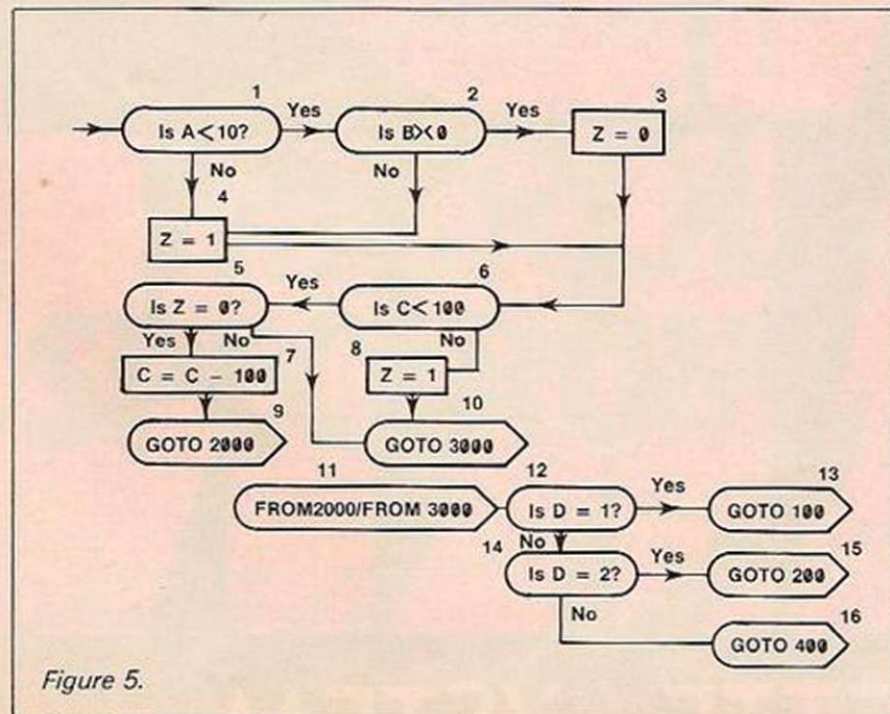 1
Is A<10?
Yes
2
Is B><0
Yes
3
Z = 0
No
No
4
Z = 1
5
Is Z = 0?
Yes
6
Is C<100
Yes
No
7
No
8
C = C - 100
Z = 1
9
GOTO 2000
10
GOTO 3000
11
FROM2000/FROM 3000
12
Is D = 1?
Yes
13
GOTO 100
14
No
Is D = 2?
Yes
15
GOTO 200
No
16
GOTO 400
Figure 5.